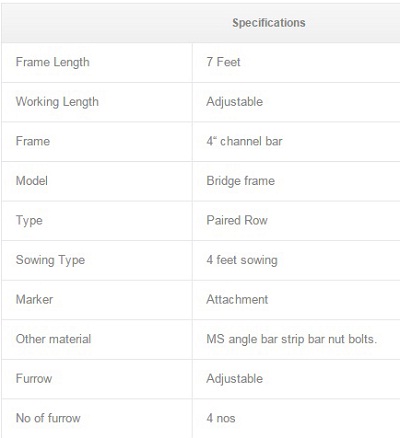 Specifications
Frame Length 7 Feet
Working Length Adjustable
Frame 4“ channel bar
Model Bridge frame
Type Paired Row
Sowing Type 4 feet sowing
Marker Attachment
Other material MS angle bar strip bar nut bolts.
Furrow Adjustable
No of furrow 4 nos